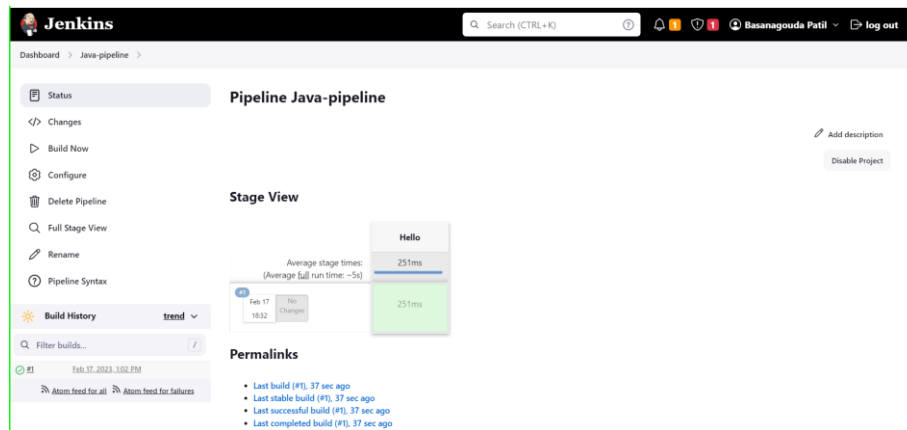 Jenkins
Search (CTRL+K)
?
1
1
Basanagouda Patil
log out
Dashboard > Java-pipeline >
Status
</> Changes
Build Now
Configure
Delete Pipeline
Full Stage View
Rename
? Pipeline Syntax
Build History trend
Filter builds... /
#1 Feb 17, 2023, 1:02 PM
Atom feed for all Atom feed for failures
Pipeline Java-pipeline
Add description
Disable Project
Stage View
Hello
Average stage times: 251ms
(Average full run time: ~5s)
#1
Feb 17
18:32
No
Changes
251ms
Permalinks
• Last build (#1), 37 sec ago
• Last stable build (#1), 37 sec ago
• Last successful build (#1), 37 sec ago
• Last completed build (#1), 37 sec ago